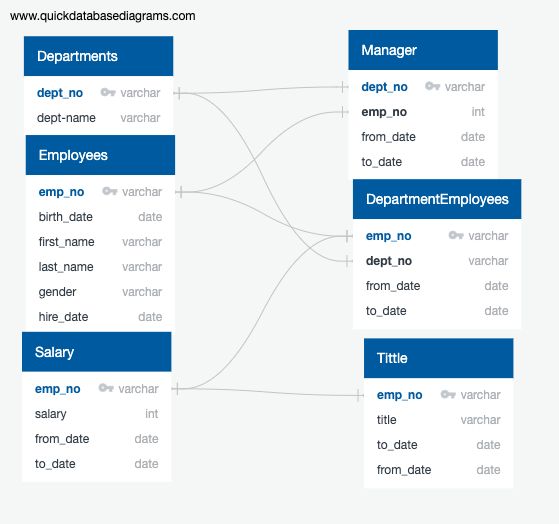 www.quickdatabasediagrams.com
Departments
dept_no varchar
dept-name varchar
Employees
emp_no varchar
birth_date date
first_name varchar
last_name varchar
gender varchar
hire_date date
Salary
emp_no varchar
salary int
from_date date
to_date date
Manager
dept_no varchar
emp_no int
from_date date
to_date date
DepartmentEmployees
emp_no varchar
dept_no varchar
from_date date
to_date date
Tittle
emp_no varchar
title varchar
to_date date
from_date date